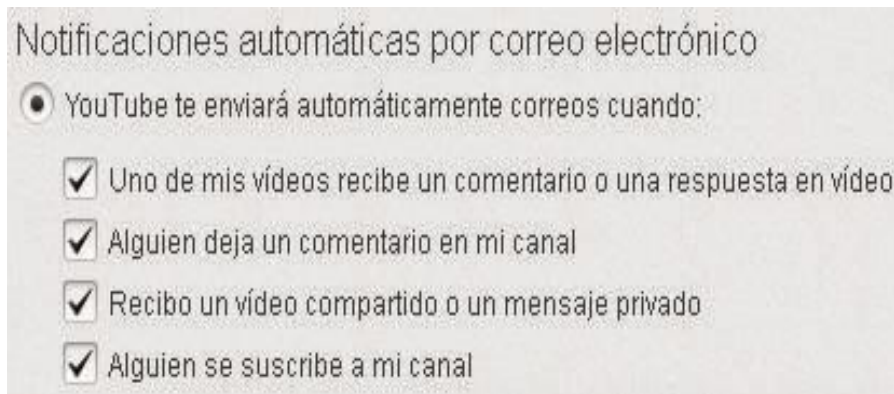 Notificaciones automáticas por correo electrónico
YouTube te enviará automáticamente correos cuando:
Uno de mis vídeos recibe un comentario o una respuesta en vídeo
Alguien deja un comentario en mi canal
Recibo un vídeo compartido o un mensaje privado
Alguien se suscribe a mi canal